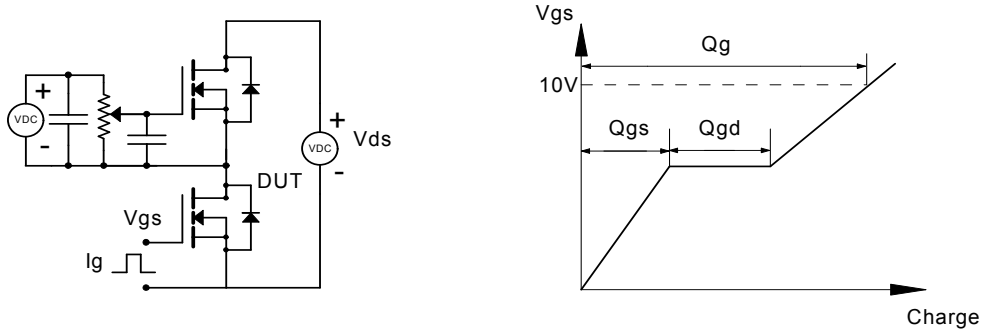 +
VDC
-
+
VDC
-
Vds
DUT
Vgs
Ig
Vgs
Qg
10V
Qgs
Qgd
Charge